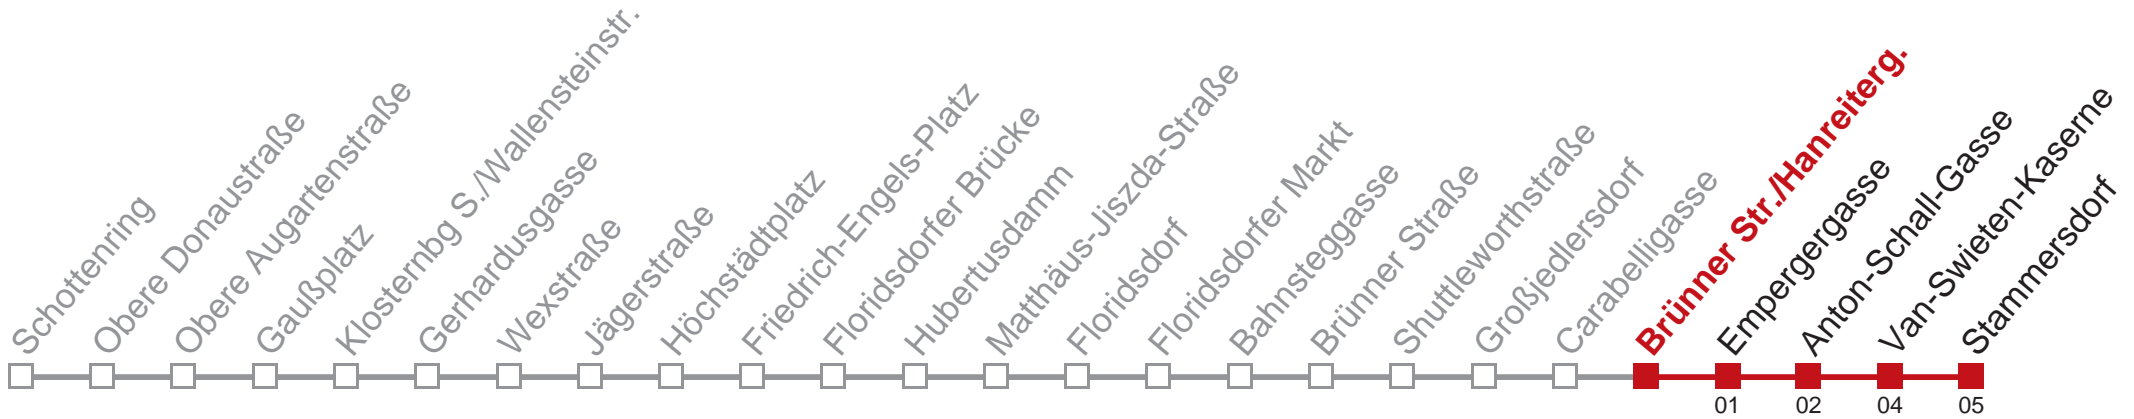 Schottenring
Obere Donaustraße
Obere Augartenstraße
Gaußplatz
Klosternbg S./Wallensteinstr.
Gerhardusgasse
Wexstraße
Jägerstraße
Höchstädtplatz
Friedrich-Engels-Platz
Floridsdorfer Brücke
Hubertusdamm
Matthäus-Jiszda-Straße
Floridsdorf
Floridsdorfer Markt
Bahnsteggasse
Brünner Straße
Shuttleworthstraße
Großjedlersdorf
Carabelligasse
Brünner Str./Hanreiterg.
Empergergasse
Anton-Schall-Gasse
Van-Swieten-Kaserne
Stammersdorf
01 02 04 05